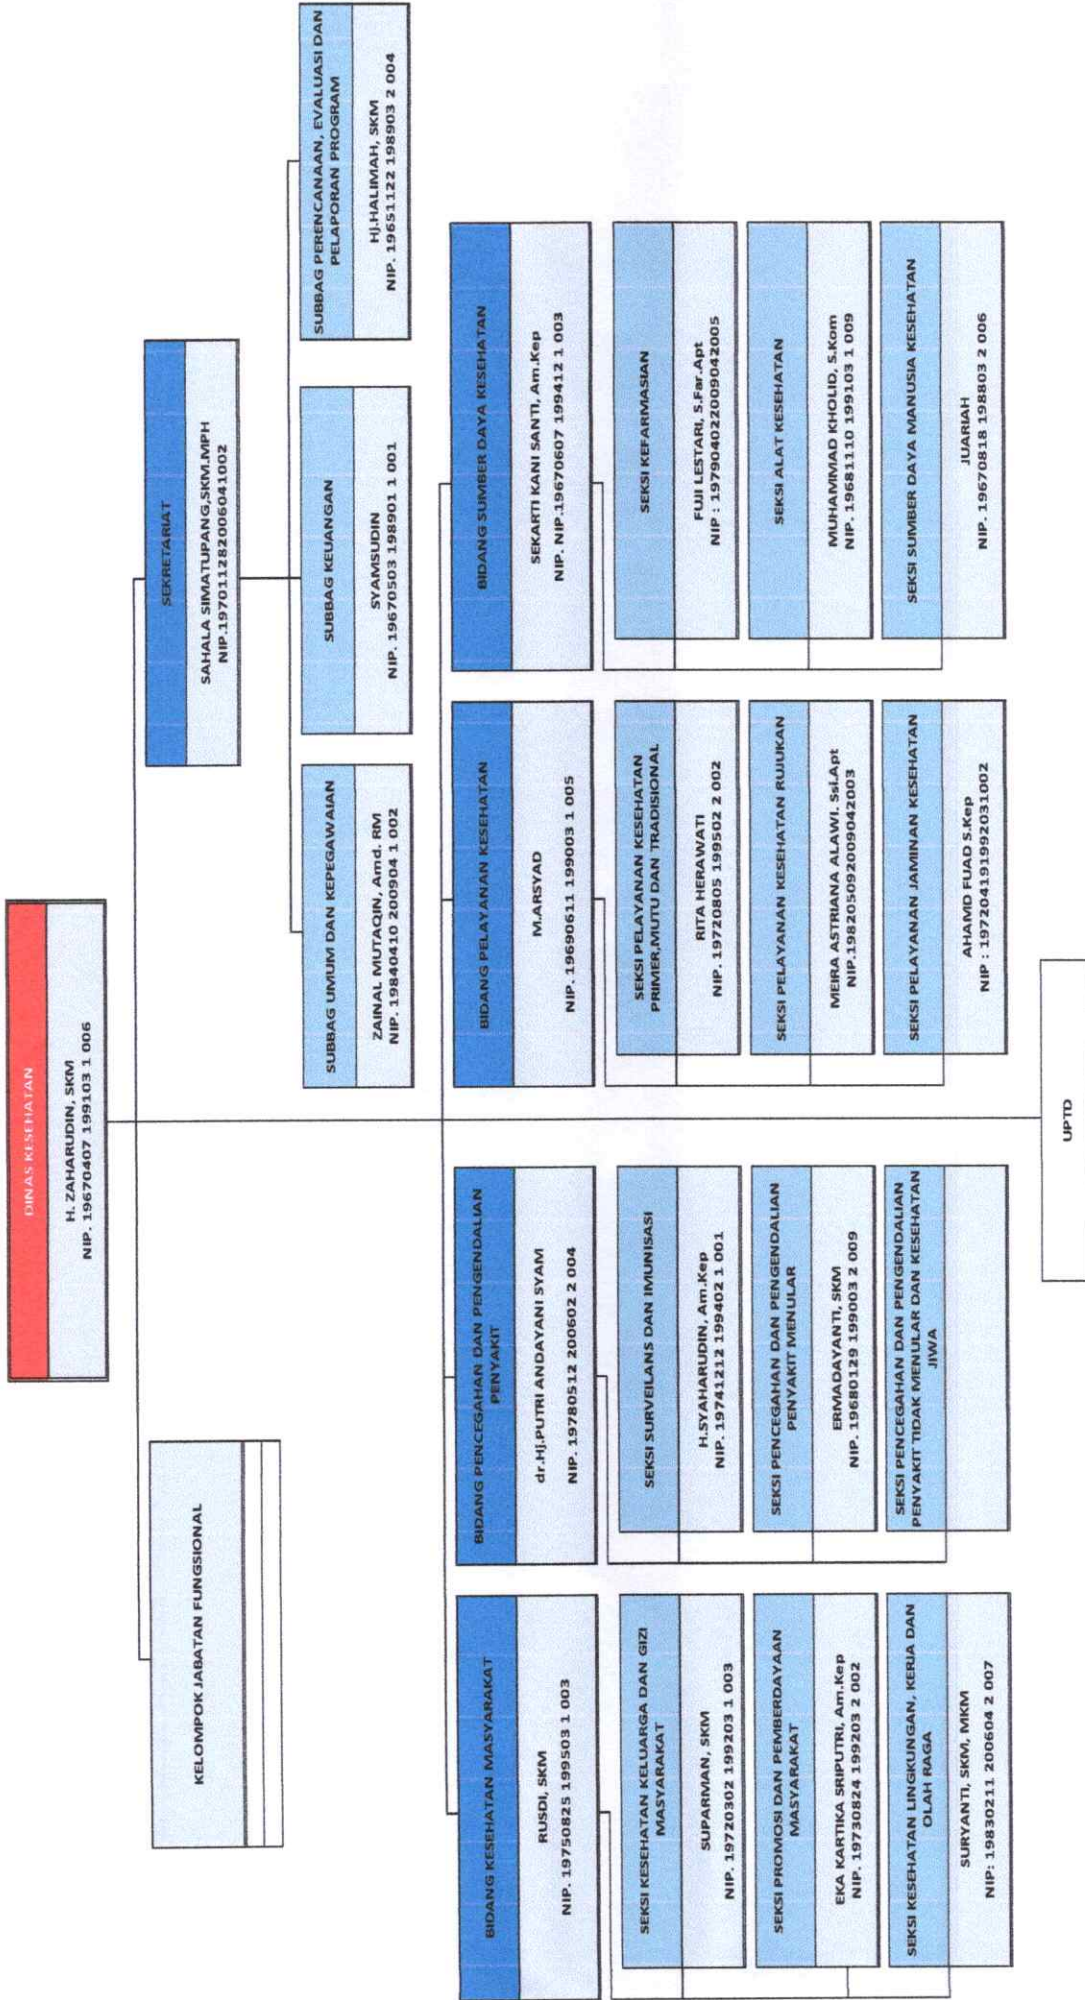 DINAS KESEHATAN
H. ZAHARUDIN, SKM
NIP. 19670407 199103 1 006
KELOMPOK JABATAN FUNGSIONAL
SEKRETARIAT
SAHALA SIMATUPANG,SKM.MPH
NIP.197011282006041002
SUBBAG UMUM DAN KEPEGAWAIAN
ZAINAL MUTAQIN, Amd. RM
NIP. 19840410 200904 1 002
SUBBAG KEUANGAN
SYAMSUDIN
NIP. 19670503 198901 1 001
SUBBAG PERENCANAAN, EVALUASI DAN
PELAPORAN PROGRAM
HJ.HALIMAH, SKM
NIP. 19651122 198903 2 004
BIDANG KESEHATAN MASYARAKAT
RUSDI, SKM
NIP. 19750825 199503 1 003
SEKSI KESEHATAN KELUARGA DAN GIZI
MASYARAKAT
SUPARMAN, SKM
NIP. 19720302 199203 1 003
SEKSI PROMOSI DAN PEMBERDAYAAN
MASYARAKAT
EKA KARTIKA SRIPUTRI, Am.Kep
NIP. 19730824 199203 2 002
SEKSI KESEHATAN LINGKUNGAN, KERJA DAN
OLAH RAGA
SURYANTI, SKM, MKM
NIP: 19830211 200604 2 007
BIDANG PENCEGAHAN DAN PENGENDALIAN
PENYAKIT
dr.HJ.PUTRI ANDAYANI SYAM
NIP. 19780512 200602 2 004
SEKSI SURVEILANS DAN IMUNISASI
H.SYAHARUDIN, Am.Kep
NIP. 19741212 199402 1 001
SEKSI PENCEGAHAN DAN PENGENDALIAN
PENYAKIT MENULAR
ERMADAYANTI, SKM
NIP. 19680129 199003 2 009
SEKSI PENCEGAHAN DAN PENGENDALIAN
PENYAKIT TIDAK MENULAR DAN KESEHATAN
JIWA
BIDANG PELAYANAN KESEHATAN
M.ARSYAD
NIP. 19690611 199003 1 005
SEKSI PELAYANAN KESEHATAN
PRIMER,MUTU DAN TRADISIONAL
RITA HERAWATI
NIP. 19720805 199502 2 002
SEKSI PELAYANAN KESEHATAN RUJUKAN
MEIRA ASTRIANA ALAWI. Ssi.Apt
NIP.198205092009042003
SEKSI PELAYANAN JAMINAN KESEHATAN
AHAMD FUAD S.Kep
NIP : 197204191992031002
BIDANG SUMBER DAYA KESEHATAN
SEKARTI KANI SANTI, Am.Kep
NIP. NIP.19670607 199412 1 003
SEKSI KEFARMASIAN
FUJI LESTARI, S.Far.Apt
NIP : 197904022009042005
SEKSI ALAT KESEHATAN
MUHAMMAD KHOLID, S.Kom
NIP. 19681110 199103 1 009
SEKSI SUMBER DAYA MANUSIA KESEHATAN
JUARIAH
NIP. 19670818 198803 2 006
UPTD